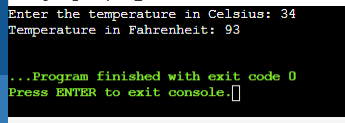 Enter the temperature in Celsius: 34
Temperature in Fahrenheit: 93
...Program finished with exit code 0
Press ENTER to exit console.